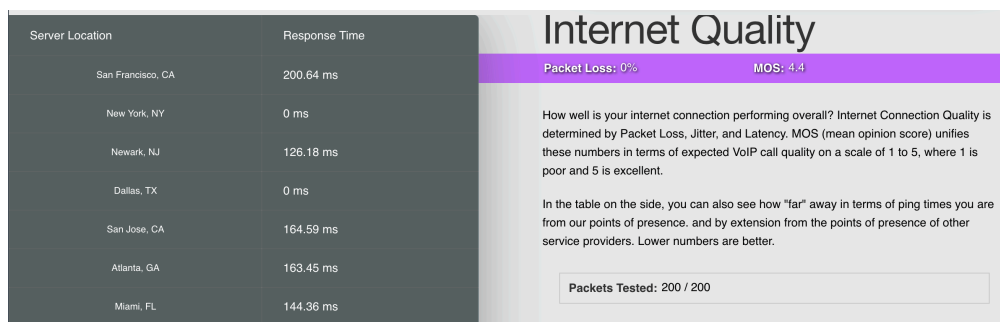 Server Location Response Time
San Francisco, CA 200.64 ms
New York, NY 0 ms
Newark, NJ 126.18 ms
Dallas, TX 0 ms
San Jose, CA 164.59 ms
Atlanta, GA 163.45 ms
Miami, FL 144.36 ms
Internet Quality
Packet Loss: 0% MOS: 4.4
How well is your internet connection performing overall? Internet Connection Quality is
determined by Packet Loss, Jitter, and Latency. MOS (mean opinion score) unifies
these numbers in terms of expected VoIP call quality on a scale of 1 to 5, where 1 is
poor and 5 is excellent.
In the table on the side, you can also see how "far" away in terms of ping times you are
from our points of presence. and by extension from the points of presence of other
service providers. Lower numbers are better.
Packets Tested: 200 / 200